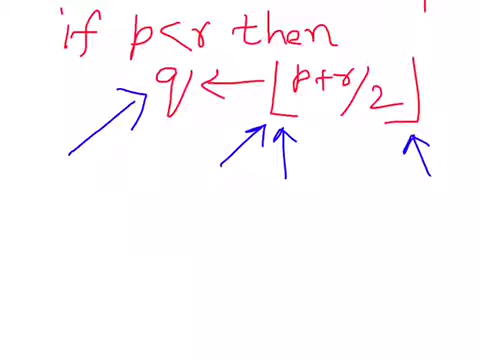 if p<r then
q ← ⌊p+r/2⌋